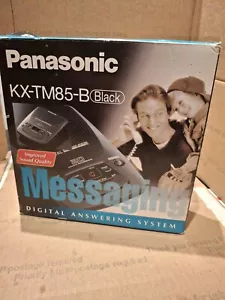 Panasonic
KX-TM85-B Black
Improved
Sound Quality
Messaging
DIGITAL ANSWERING SYSTEM